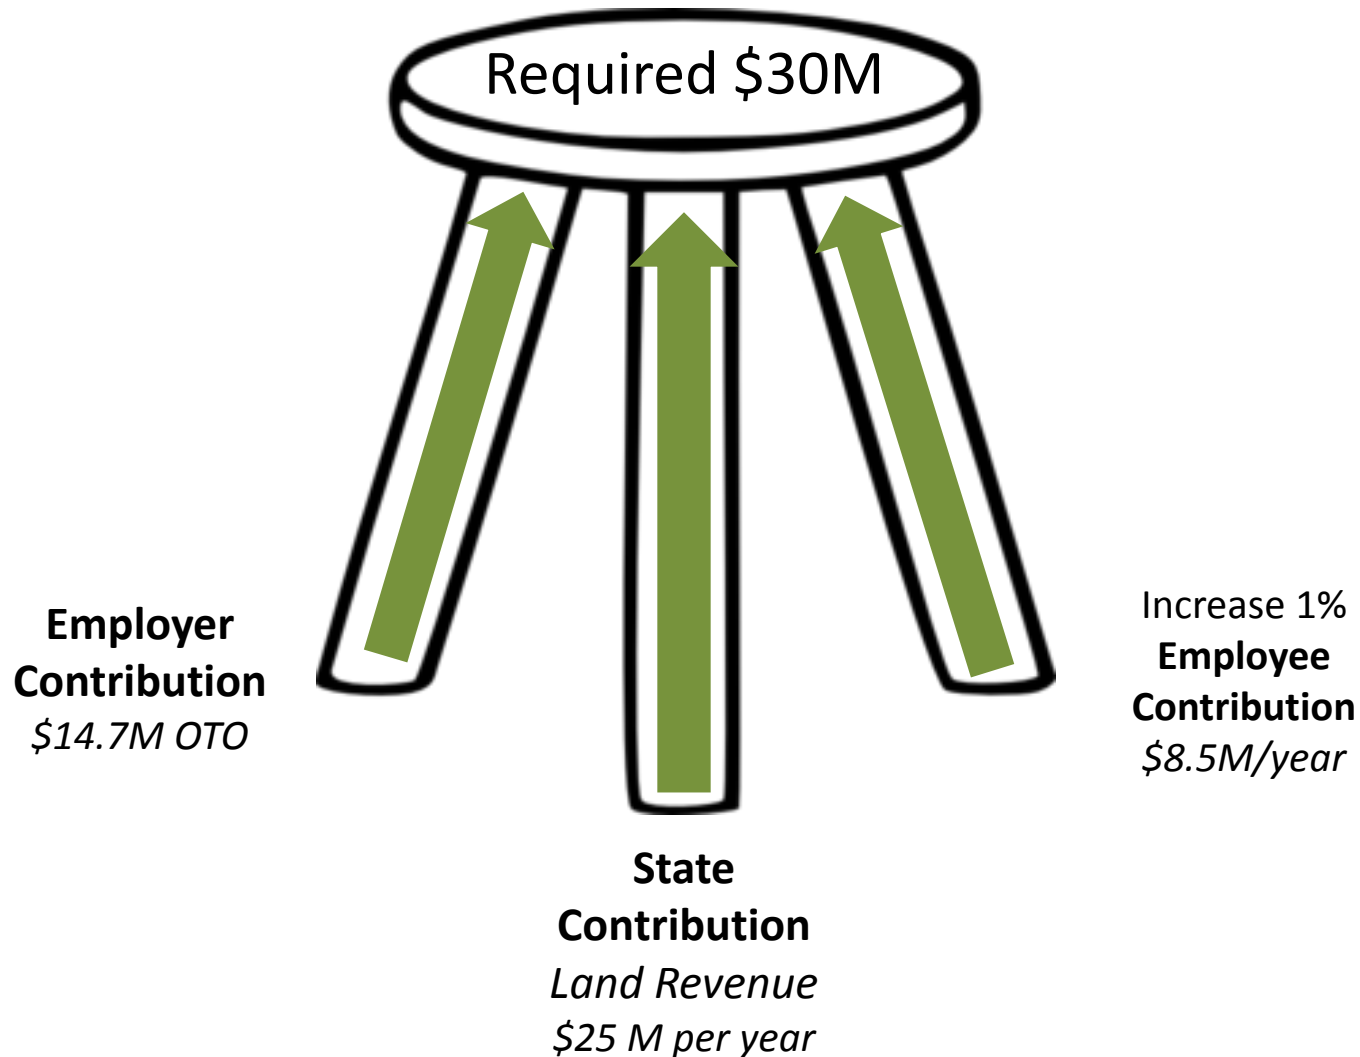 Required $30M
Employer
Contribution
$14.7M OTO
Increase 1%
Employee
Contribution
$8.5M/year
State
Contribution
Land Revenue
$25 M per year